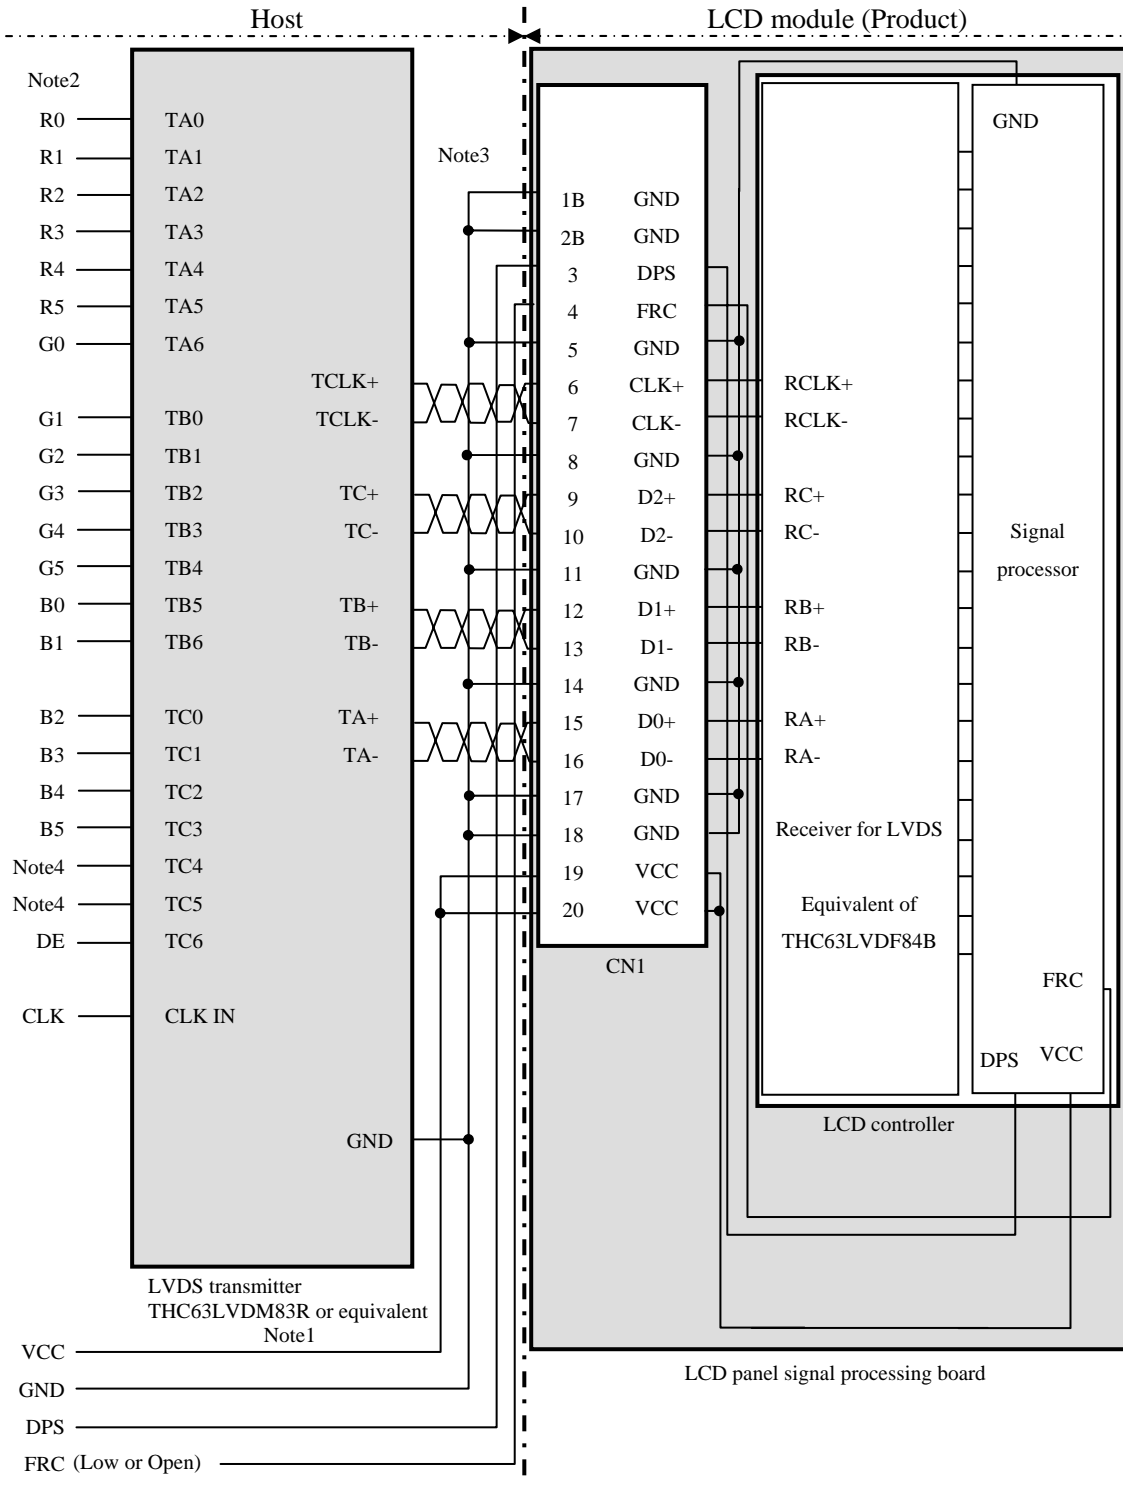 Host
LCD module (Product)
Note2
R0 TA0
R1 TA1
R2 TA2
R3 TA3
R4 TA4
R5 TA5
G0 TA6
TCLK+
G1 TB0 TCLK-
G2 TB1
G3 TB2 TC+
G4 TB3 TC-
G5 TB4
B0 TB5 TB+
B1 TB6 TB-
B2 TC0 TA+
B3 TC1 TA-
B4 TC2
B5 TC3
Note4 TC4
Note4 TC5
DE TC6
CLK CLK IN
GND
LVDS transmitter
THC63LVDM83R or equivalent
Note1
VCC
GND
DPS
FRC (Low or Open)
Note3
1B GND
2B GND
3 DPS
4 FRC
5 GND
6 CLK+
7 CLK-
8 GND
9 D2+
10 D2-
11 GND
12 D1+
13 D1-
14 GND
15 D0+
16 D0-
17 GND
18 GND
19 VCC
20 VCC
CN1
RCLK+
RCLK-
RC+
RC-
RB+
RB-
RA+
RA-
Receiver for LVDS
Equivalent of
THC63LVDF84B
GND
Signal
processor
FRC
DPS VCC
LCD controller
LCD panel signal processing board